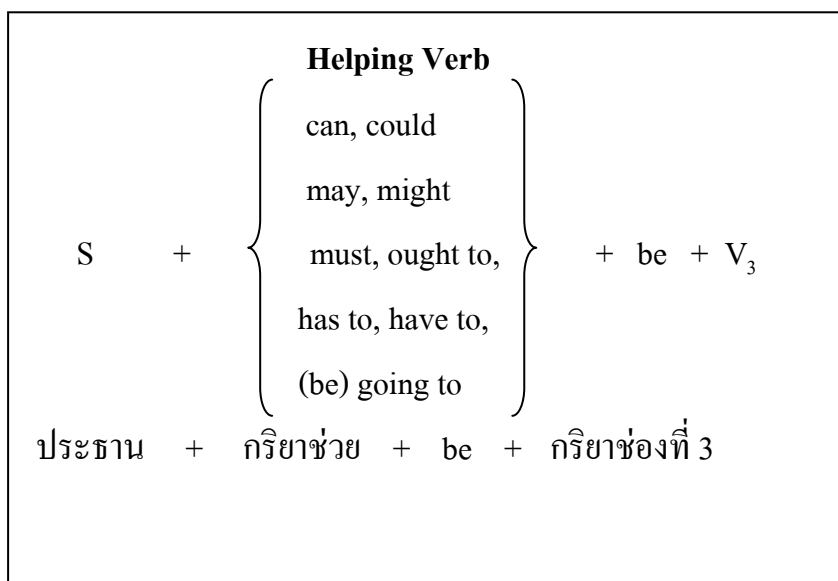 Helping Verb
can, could
may, might
S + must, ought to, + be + V₃
has to, have to,
(be) going to
ประธาน + กริยาช่วย + be + กริยาช่องที่ 3